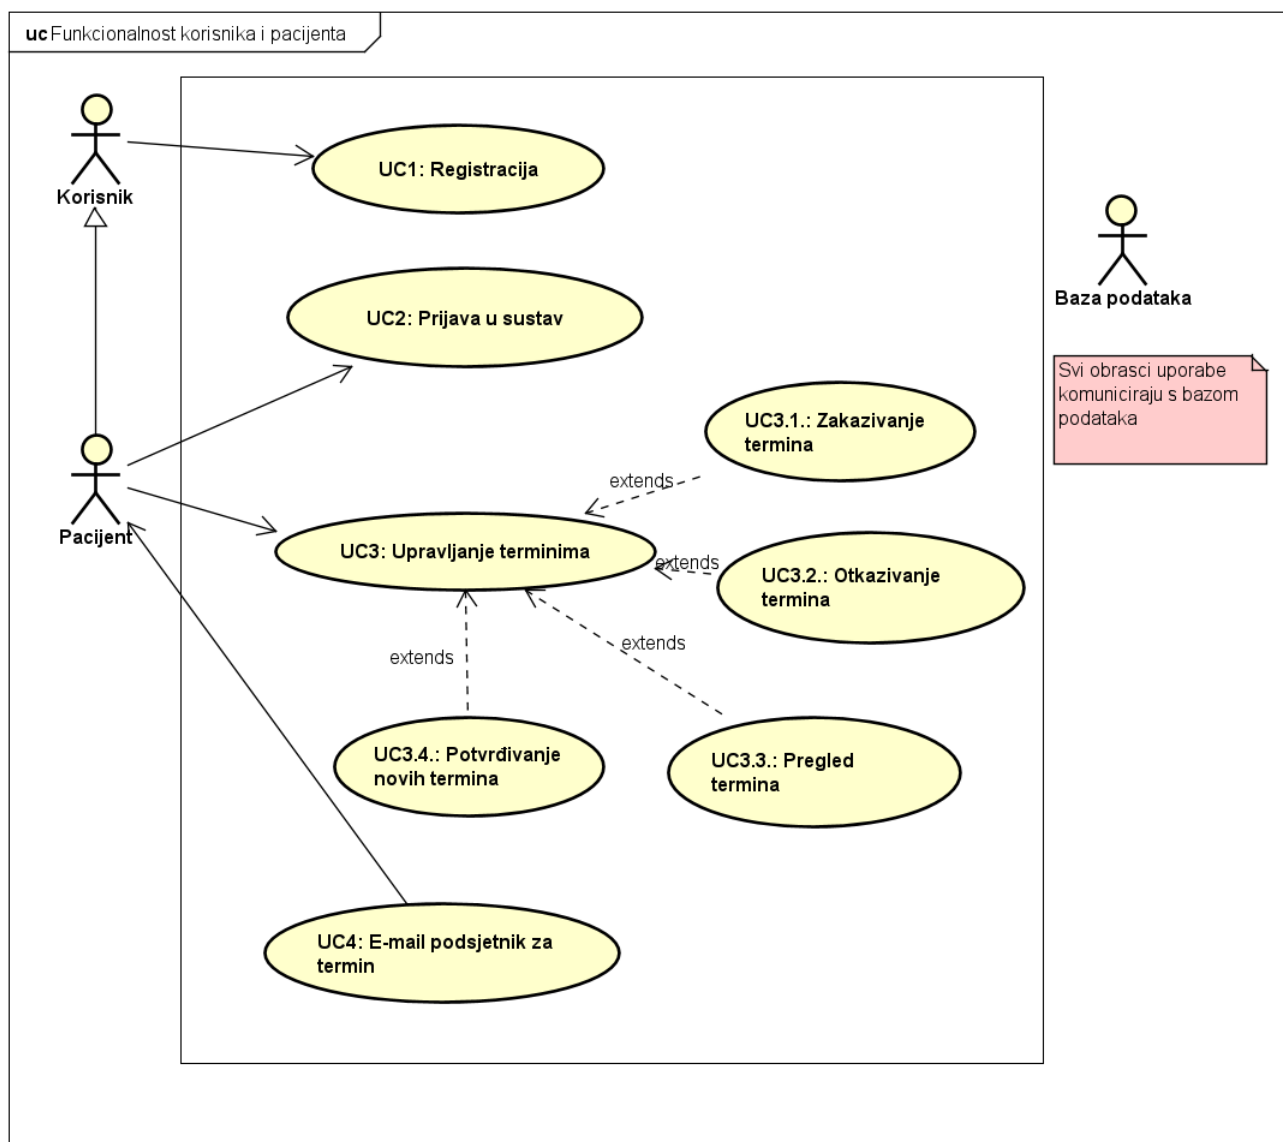 uc Funkcionalnost korisnika i pacijenta
Korisnik
UC1: Registracija
UC2: Prijava u sustav
Baza podataka
Svi obrasci uporabe
komuniciraju s bazom
podataka
UC3.1.: Zakazivanje
termina
extends
Pacijent
UC3: Upravljanje terminima
extends
UC3.2.: Otkazivanje
termina
extends
extends
UC3.4.: Potvrđivanje
novih termina
UC3.3.: Pregled
termina
UC4: E-mail podsjetnik za
termin